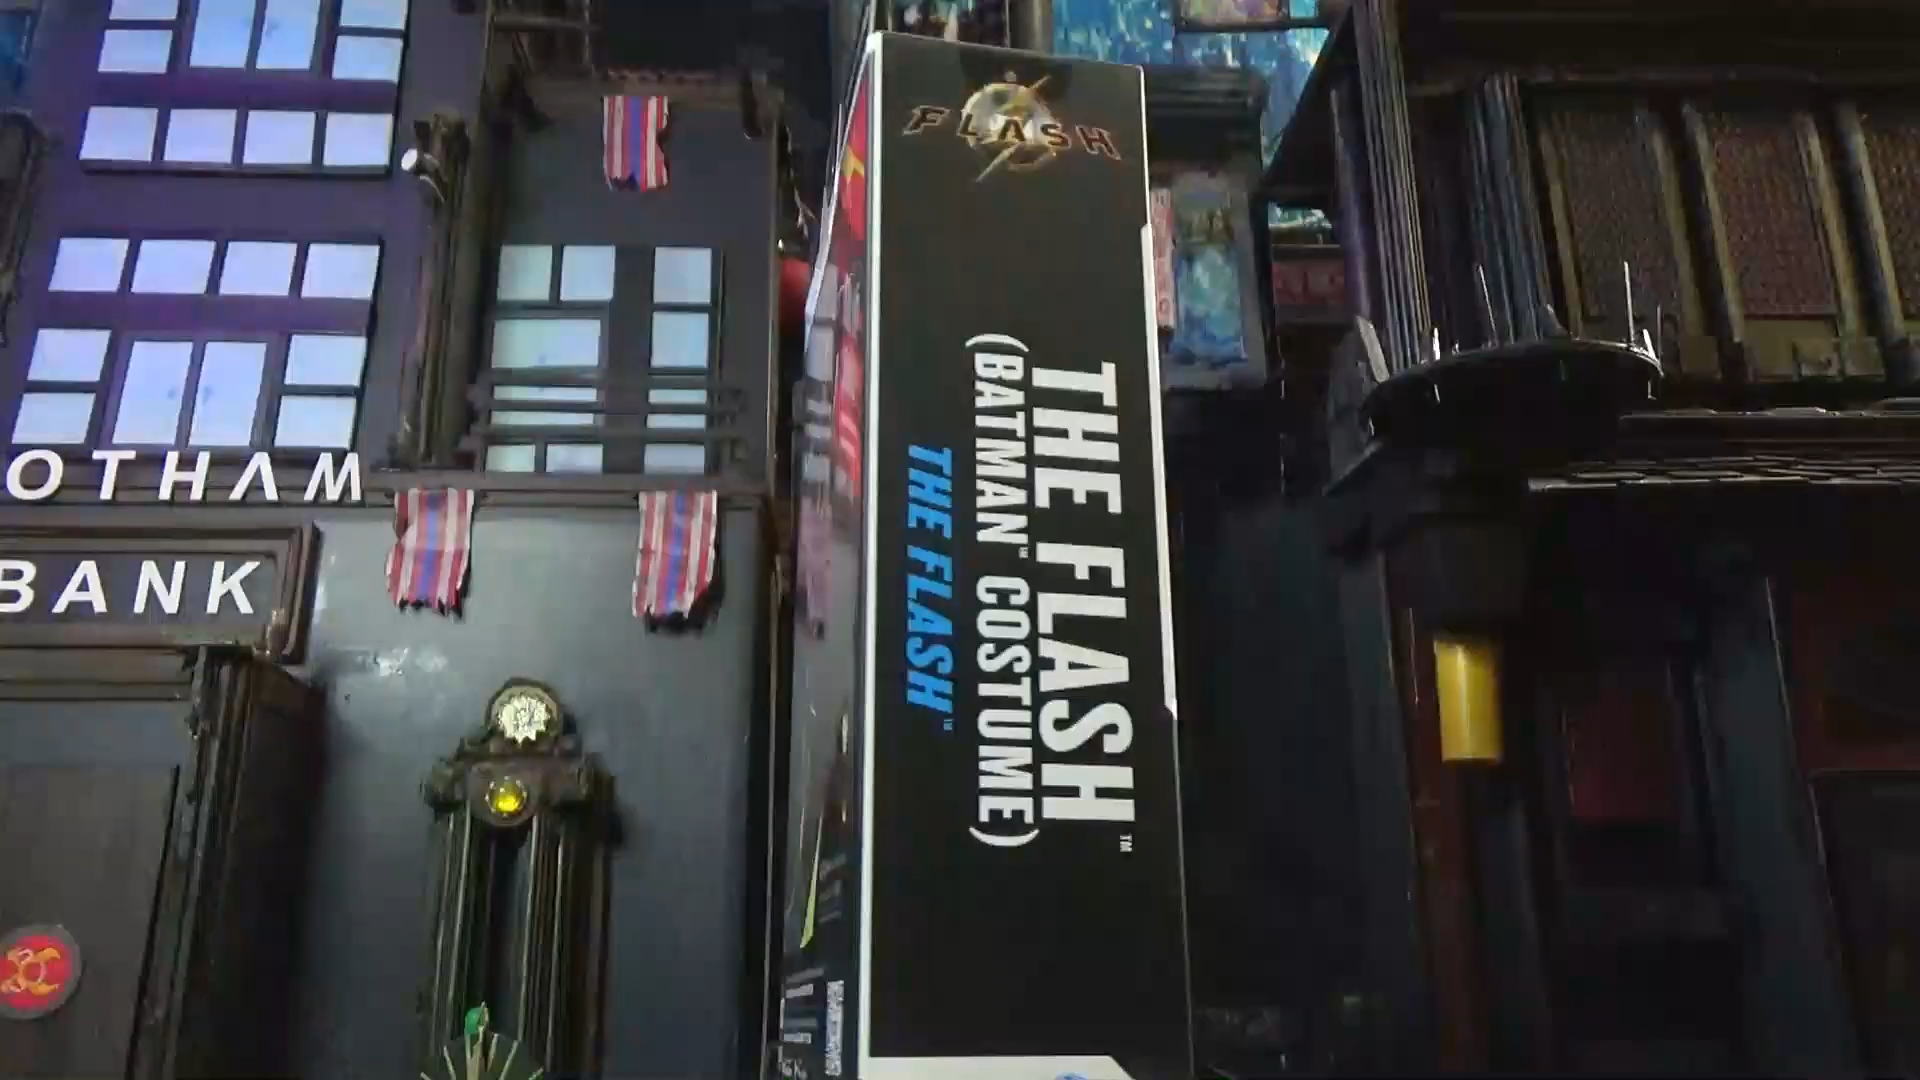 FLASH
THE FLASH™
(BATMAN™ COSTUME)
THE FLASH™
OTHAM
BANK